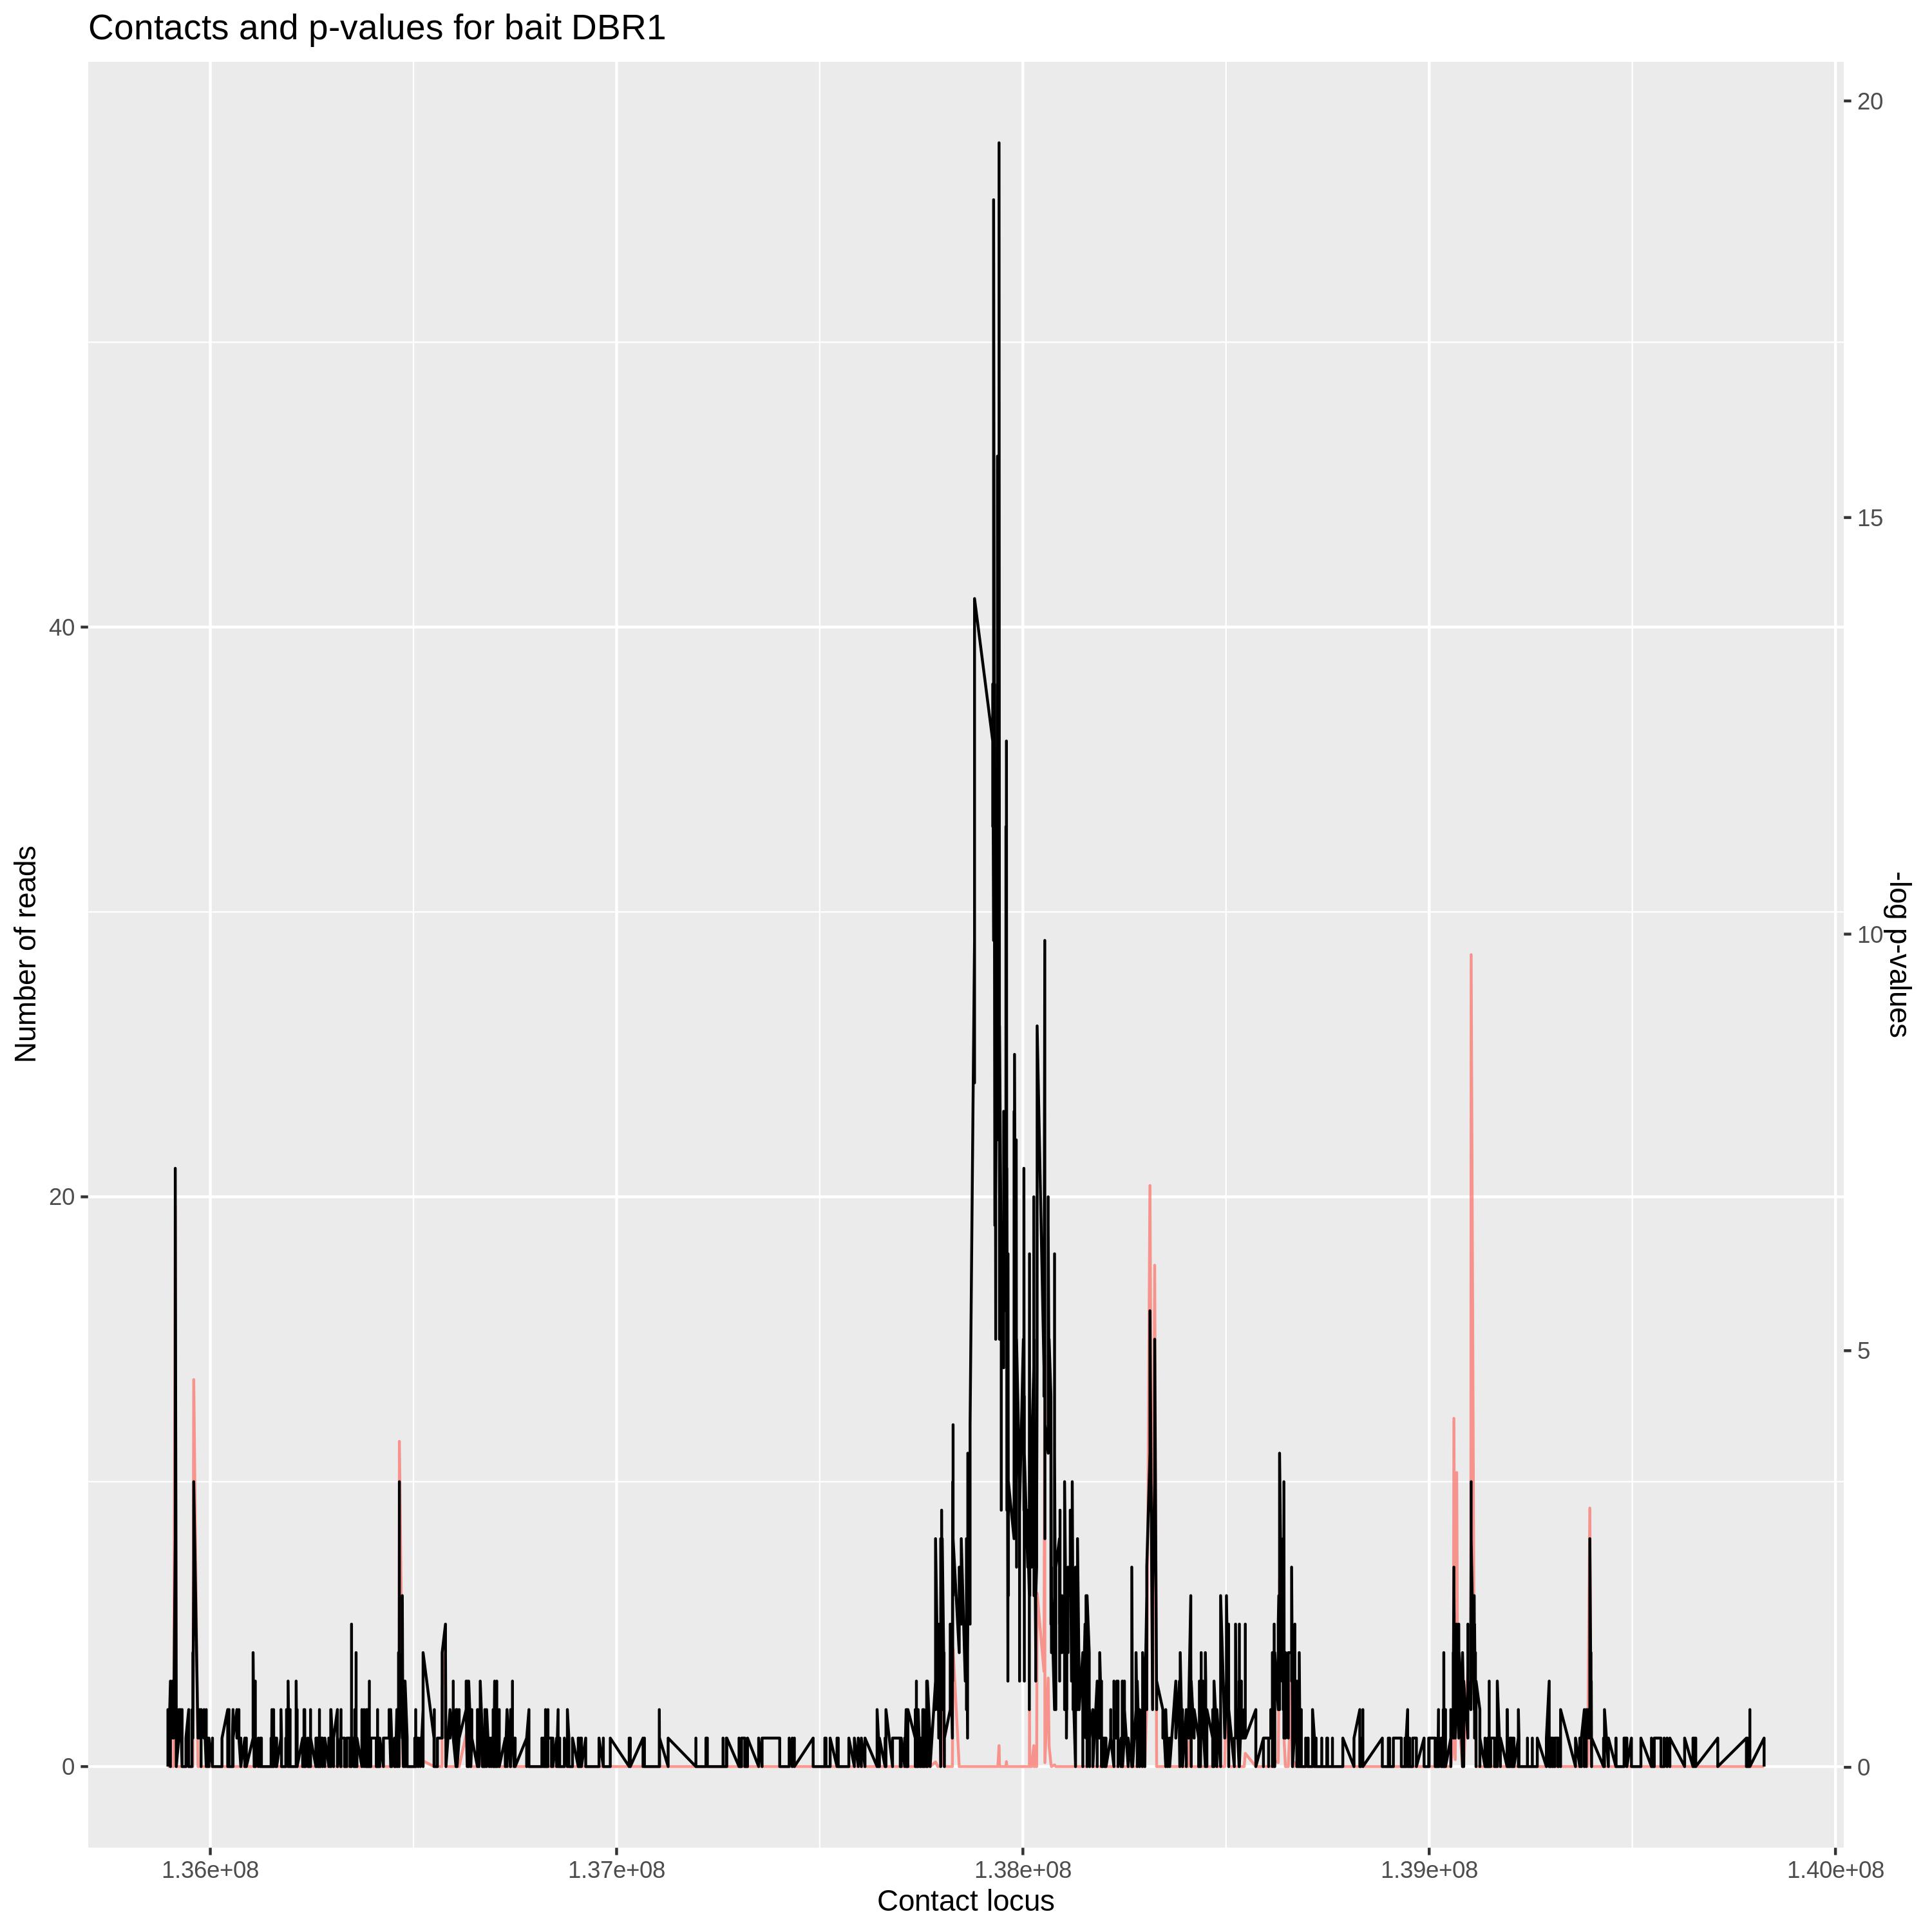 Contacts and p-values for bait DBR1
Number of reads
40
20
0
20
15
10
5
0
-log p-values
1.36e+08
1.37e+08
1.38e+08
1.39e+08
1.40e+08
Contact locus